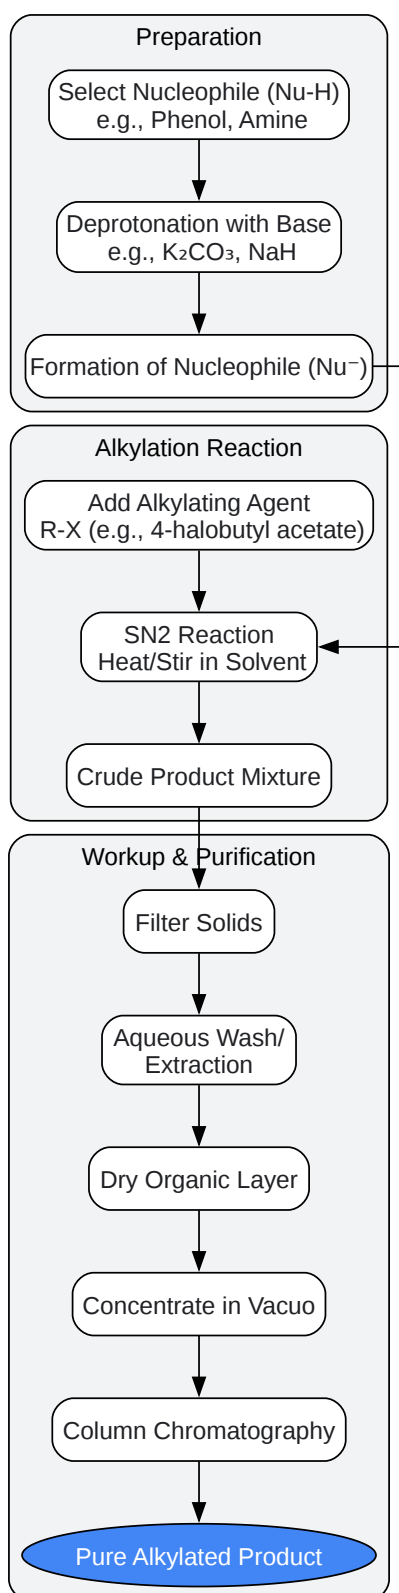 Preparation
Select Nucleophile (Nu-H)
e.g., Phenol, Amine
Deprotonation with Base
e.g., K₂CO₃, NaH
Formation of Nucleophile (Nu⁻)
Alkylation Reaction
Add Alkylating Agent
R-X (e.g., 4-halobutyl acetate)
SN2 Reaction
Heat/Stir in Solvent
Crude Product Mixture
Workup & Purification
Filter Solids
Aqueous Wash/
Extraction
Dry Organic Layer
Concentrate in Vacuo
Column Chromatography
Pure Alkylated Product